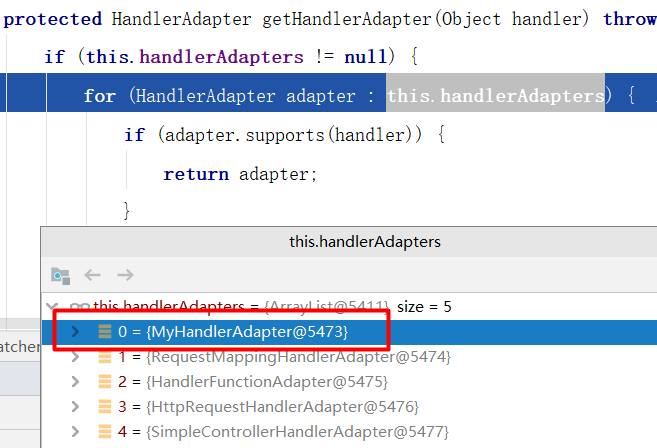 protected HandlerAdapter getHandlerAdapter(Object handler) throw
if (this.handlerAdapters != null) {
for (HandlerAdapter adapter : this.handlerAdapters) {
if (adapter.supports(handler)) {
return adapter;
}
this.handlerAdapters
this.handlerAdapters = {ArrayList@5411} size = 5
0 = {MyHandlerAdapter@5473}
atcher
1 = {RequestMappingHandlerAdapter@5474}
2 = {HandlerFunctionAdapter@5475}
3 = {HttpRequestHandlerAdapter@5476}
4 = {SimpleControllerHandlerAdapter@5477}